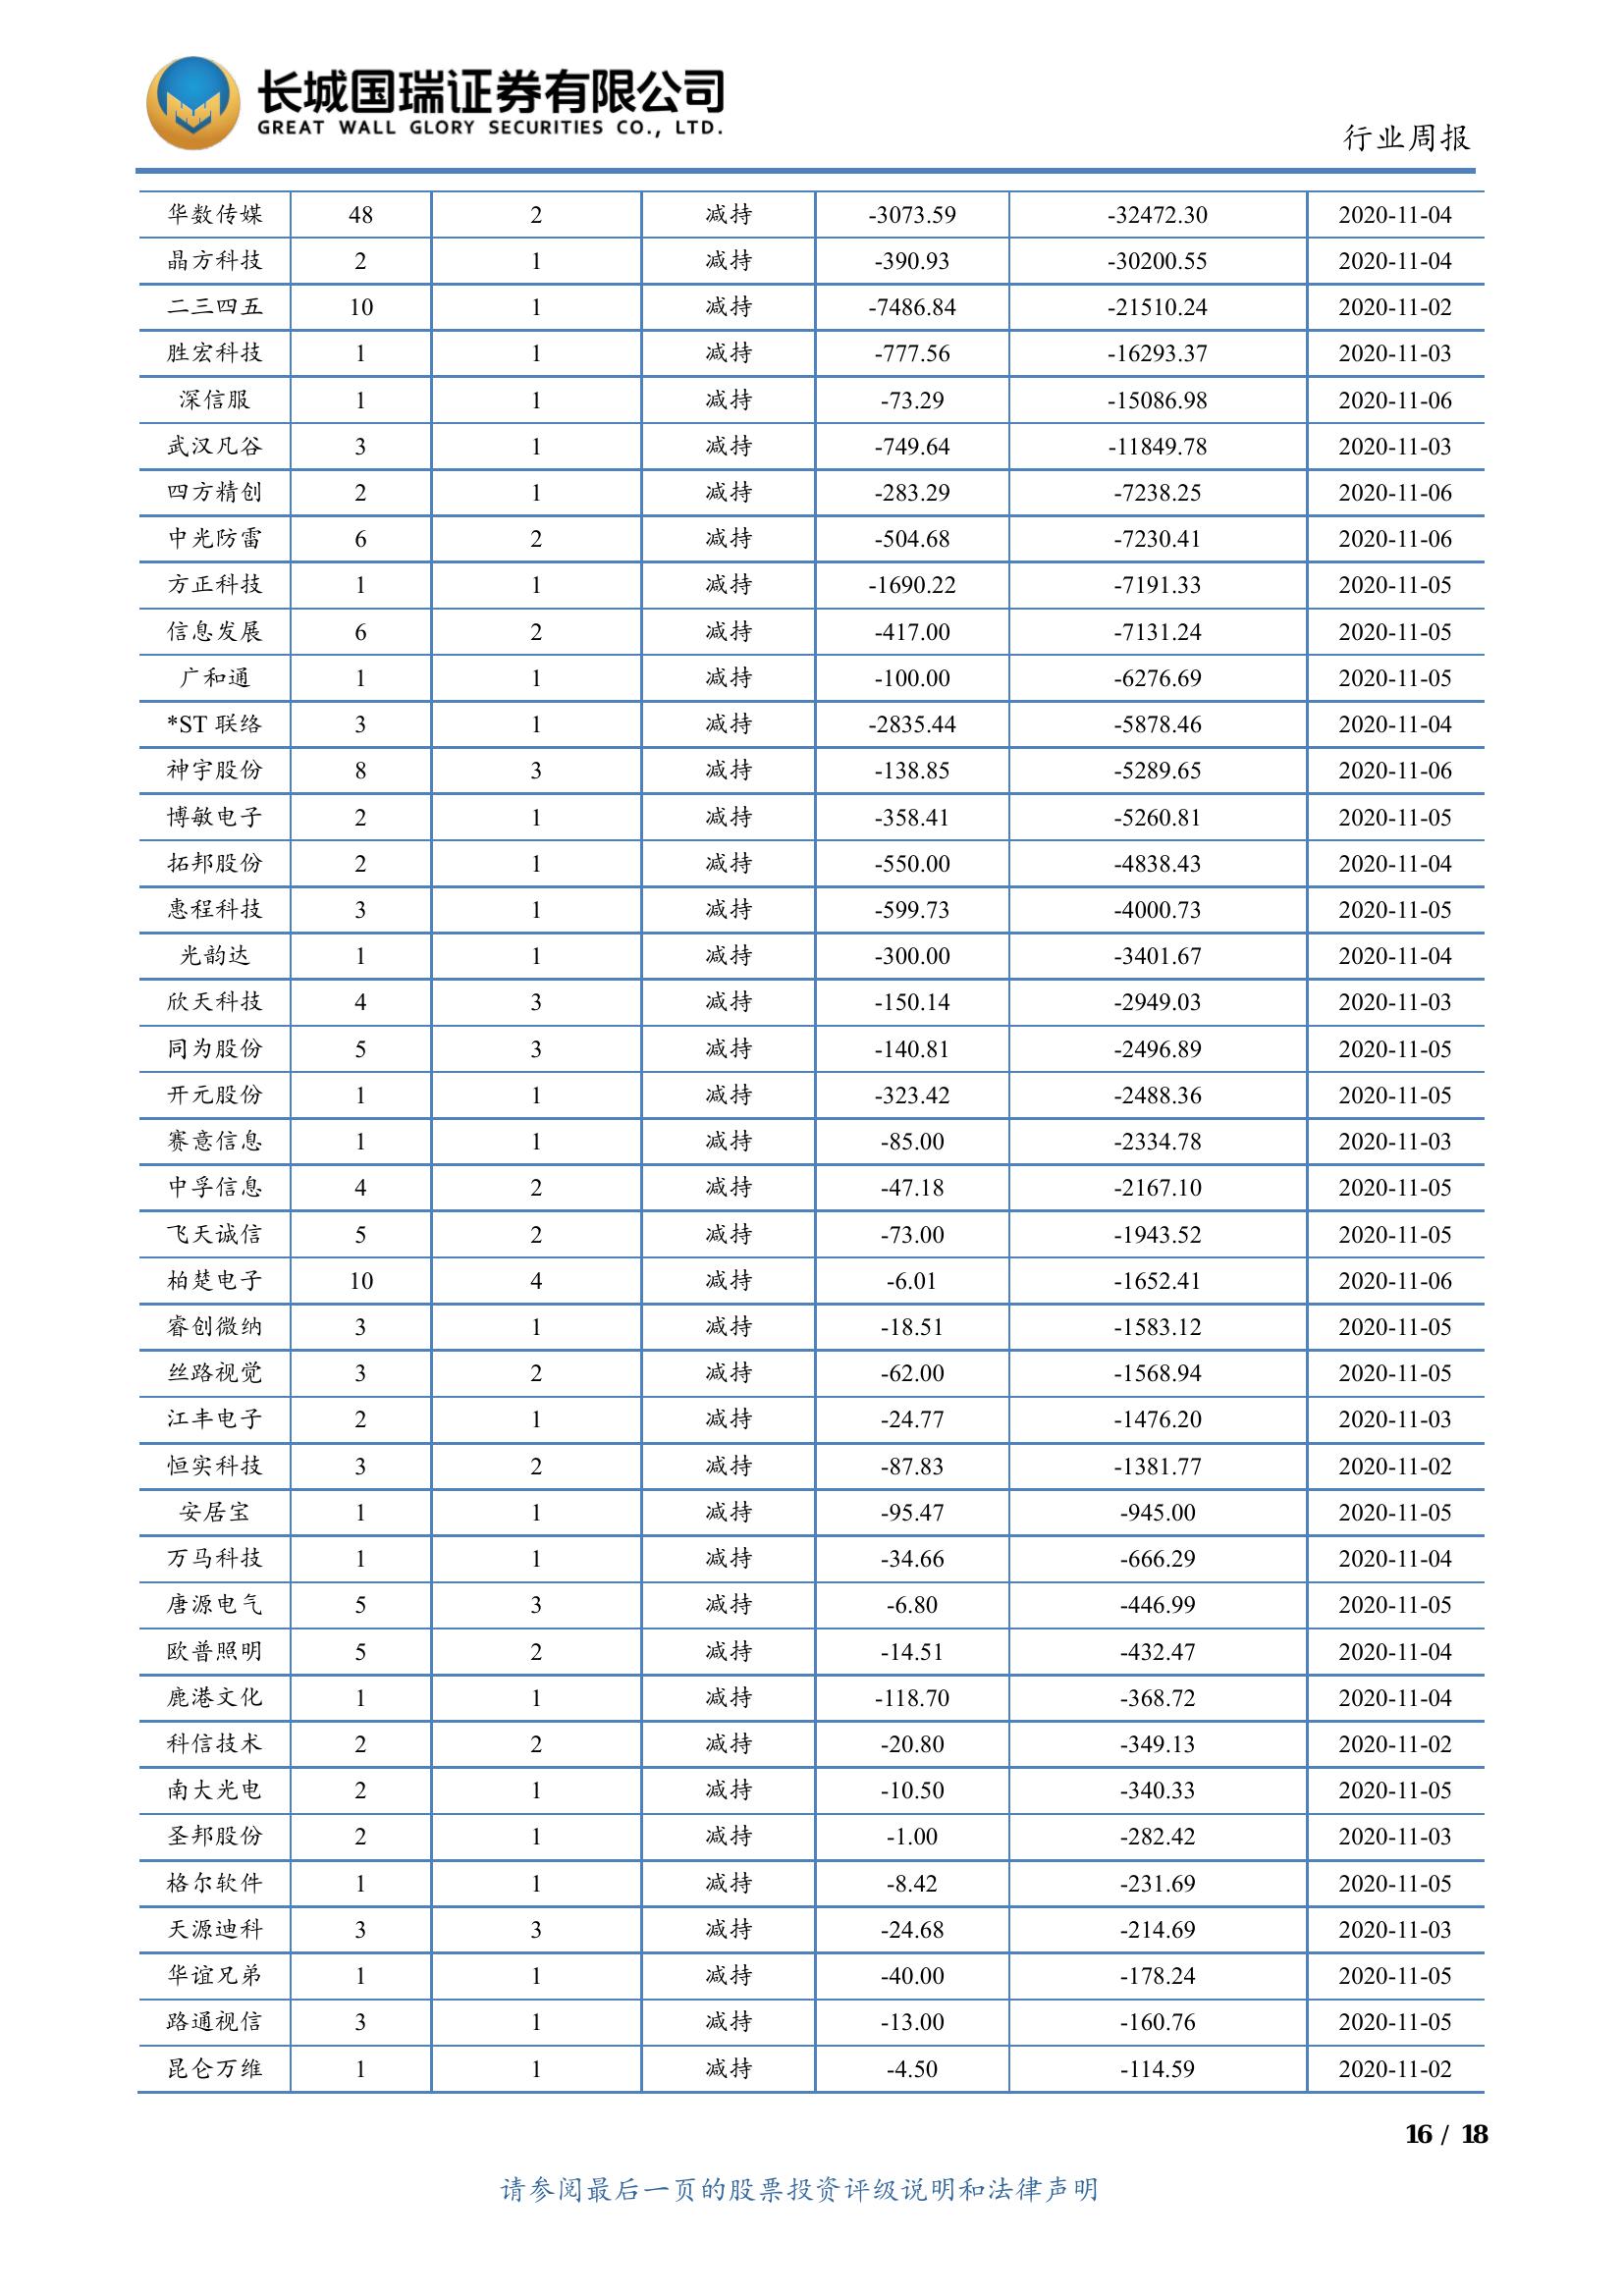 长城国瑞证券有限公司
GREAT WALL GLORY SECURITIES CO., LTD.
行业周报
华数传媒 48 2 减持 -3073.59 -32472.30 2020-11-04
晶方科技 2 1 减持 -390.93 -30200.55 2020-11-04
二三四五 10 1 减持 -7486.84 -21510.24 2020-11-02
胜宏科技 1 1 减持 -777.56 -16293.37 2020-11-03
深信服 1 1 减持 -73.29 -15086.98 2020-11-06
武汉凡谷 3 1 减持 -749.64 -11849.78 2020-11-03
四方精创 2 1 减持 -283.29 -7238.25 2020-11-06
中光防雷 6 2 减持 -504.68 -7230.41 2020-11-06
方正科技 1 1 减持 -1690.22 -7191.33 2020-11-05
信息发展 6 2 减持 -417.00 -7131.24 2020-11-05
广和通 1 1 减持 -100.00 -6276.69 2020-11-05
*ST 联络 3 1 减持 -2835.44 -5878.46 2020-11-04
神宇股份 8 3 减持 -138.85 -5289.65 2020-11-06
博敏电子 2 1 减持 -358.41 -5260.81 2020-11-05
拓邦股份 2 1 减持 -550.00 -4838.43 2020-11-04
惠程科技 3 1 减持 -599.73 -4000.73 2020-11-05
光韵达 1 1 减持 -300.00 -3401.67 2020-11-04
欣天科技 4 3 减持 -150.14 -2949.03 2020-11-03
同为股份 5 3 减持 -140.81 -2496.89 2020-11-05
开元股份 1 1 减持 -323.42 -2488.36 2020-11-05
赛意信息 1 1 减持 -85.00 -2334.78 2020-11-03
中孚信息 4 2 减持 -47.18 -2167.10 2020-11-05
飞天诚信 5 2 减持 -73.00 -1943.52 2020-11-05
柏楚电子 10 4 减持 -6.01 -1652.41 2020-11-06
睿创微纳 3 1 减持 -18.51 -1583.12 2020-11-05
丝路视觉 3 2 减持 -62.00 -1568.94 2020-11-05
江丰电子 2 1 减持 -24.77 -1476.20 2020-11-03
恒实科技 3 2 减持 -87.83 -1381.77 2020-11-02
安居宝 1 1 减持 -95.47 -945.00 2020-11-05
万马科技 1 1 减持 -34.66 -666.29 2020-11-04
唐源电气 5 3 减持 -6.80 -446.99 2020-11-05
欧普照明 5 2 减持 -14.51 -432.47 2020-11-04
鹿港文化 1 1 减持 -118.70 -368.72 2020-11-04
科信技术 2 2 减持 -20.80 -349.13 2020-11-02
南大光电 2 1 减持 -10.50 -340.33 2020-11-05
圣邦股份 2 1 减持 -1.00 -282.42 2020-11-03
格尔软件 1 1 减持 -8.42 -231.69 2020-11-05
天源迪科 3 3 减持 -24.68 -214.69 2020-11-03
华谊兄弟 1 1 减持 -40.00 -178.24 2020-11-05
路通视信 3 1 减持 -13.00 -160.76 2020-11-05
昆仑万维 1 1 减持 -4.50 -114.59 2020-11-02
16 / 18
请参阅最后一页的股票投资评级说明和法律声明